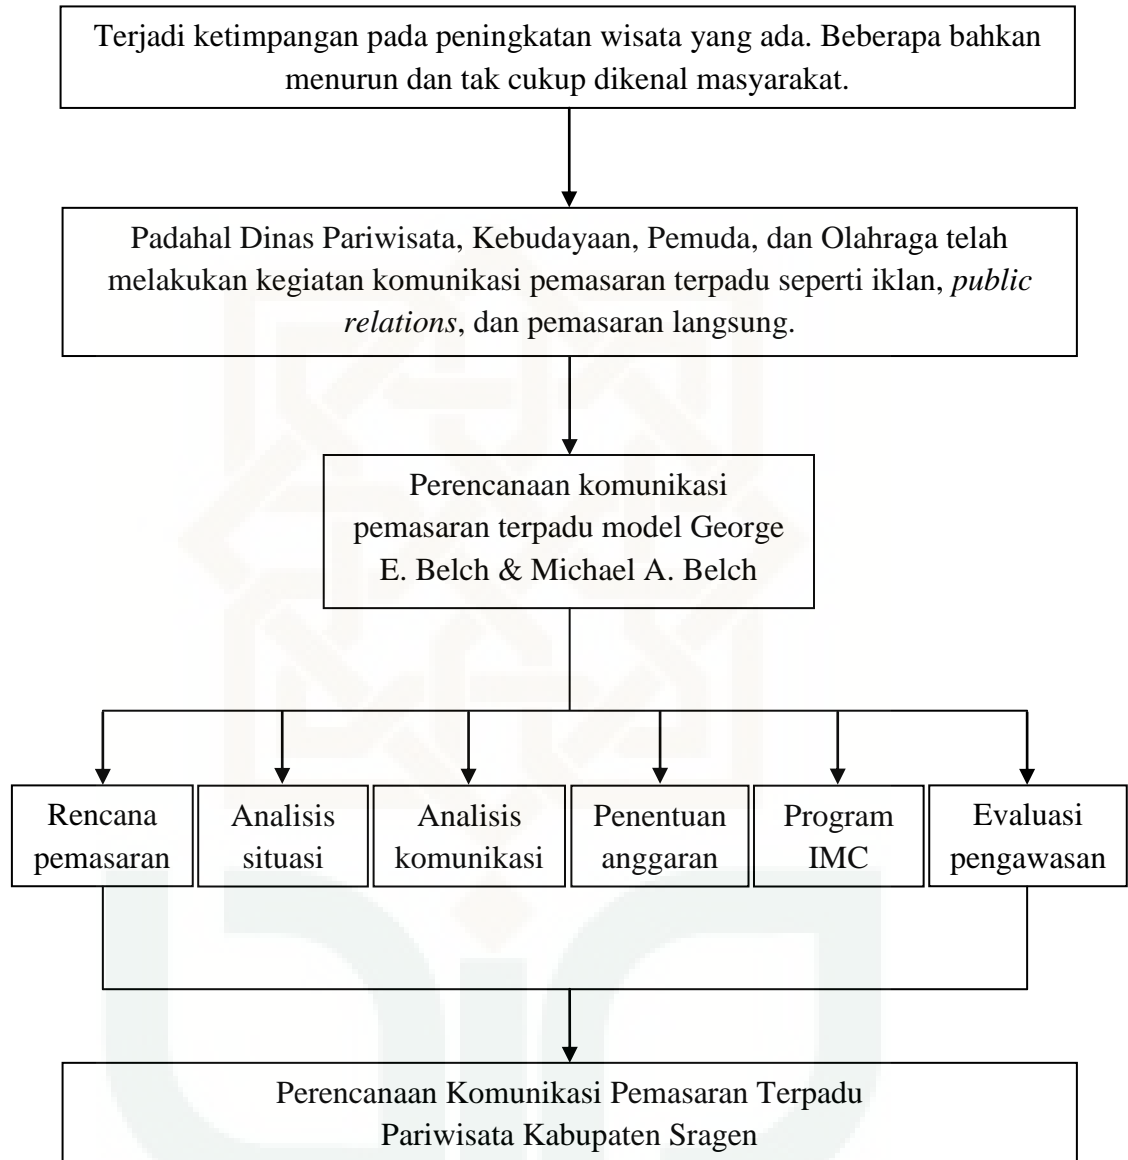 Terjadi ketimpangan pada peningkatan wisata yang ada. Beberapa bahkan
menurun dan tak cukup dikenal masyarakat.
Padahal Dinas Pariwisata, Kebudayaan, Pemuda, dan Olahraga telah
melakukan kegiatan komunikasi pemasaran terpadu seperti iklan, public
relations, dan pemasaran langsung.
Perencanaan komunikasi
pemasaran terpadu model George
E. Belch & Michael A. Belch
Rencana
pemasaran
Analisis
situasi
Analisis
komunikasi
Penentuan
anggaran
Program
IMC
Evaluasi
pengawasan
Perencanaan Komunikasi Pemasaran Terpadu
Pariwisata Kabupaten Sragen